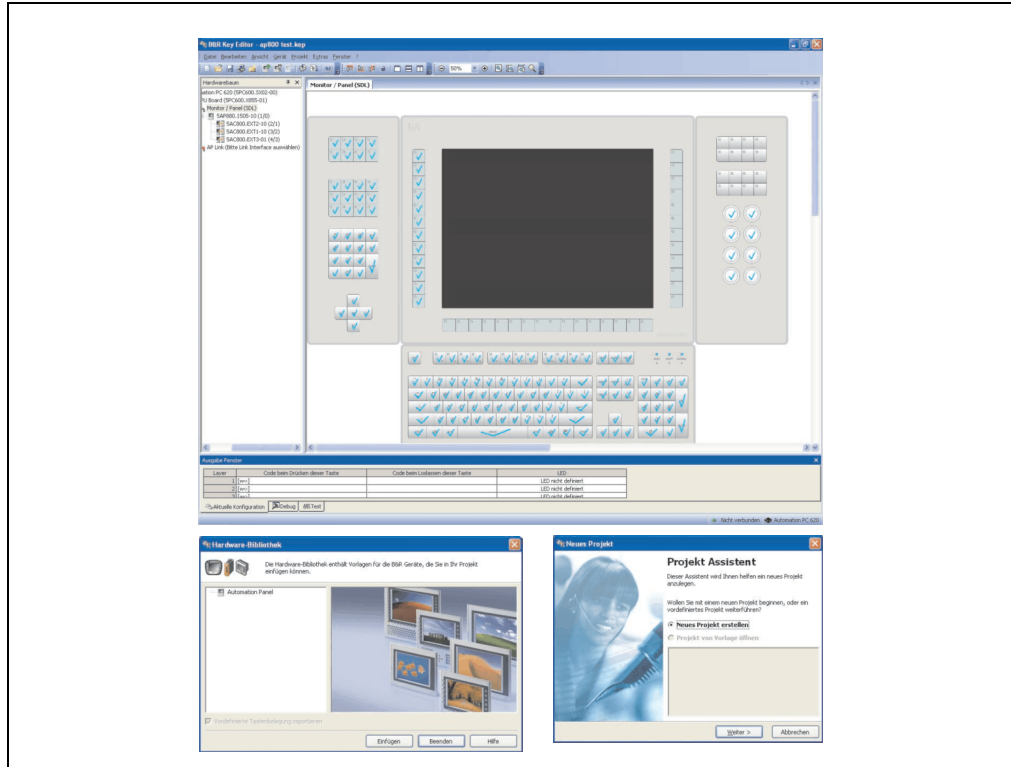 B&R Key Editor - ap800 test.kep
Datei Bearbeiten Ansicht Gerät Projekt Extras Fenster ?
50%
Hardwarebaum
Monitor / Panel (SDL)
ation PC 620 (5PC600.SX02-00)
PU Board (5PC600.X855-01)
Monitor / Panel (SDL)
5AP880.1505-10 (1/0)
5AC800.EXT2-10 (2/1)
5AC800.EXT1-10 (3/2)
5AC800.EXT3-01 (4/3)
AP Link (Bitte Link Interface auswählen)
Ausgabe Fenster
Layer Code beim Drücken dieser Taste Code beim Loslassen dieser Taste LED
1 LED nicht definiert
2 LED nicht definiert
3 LED nicht definiert
Aktuelle Konfiguration Debug Test
Nicht verbunden Automation PC 620
Hardware-Bibliothek
Die Hardware-Bibliothek enthält Vorlagen für die B&R Geräte, die Sie in Ihr Projekt
einfügen können.
Automation Panel
Vordefinierte Tastenbelegung importieren
Einfügen Beenden Hilfe
Neues Projekt
Projekt Assistent
Dieser Assistent wird Ihnen helfen ein neues Projekt
anzulegen.
Wollen Sie mit einem neuen Projekt beginnen, oder ein
vordefiniertes Projekt weiterführen?
Neues Projekt erstellen
Projekt von Vorlage öffnen
Weiter > Abbrechen